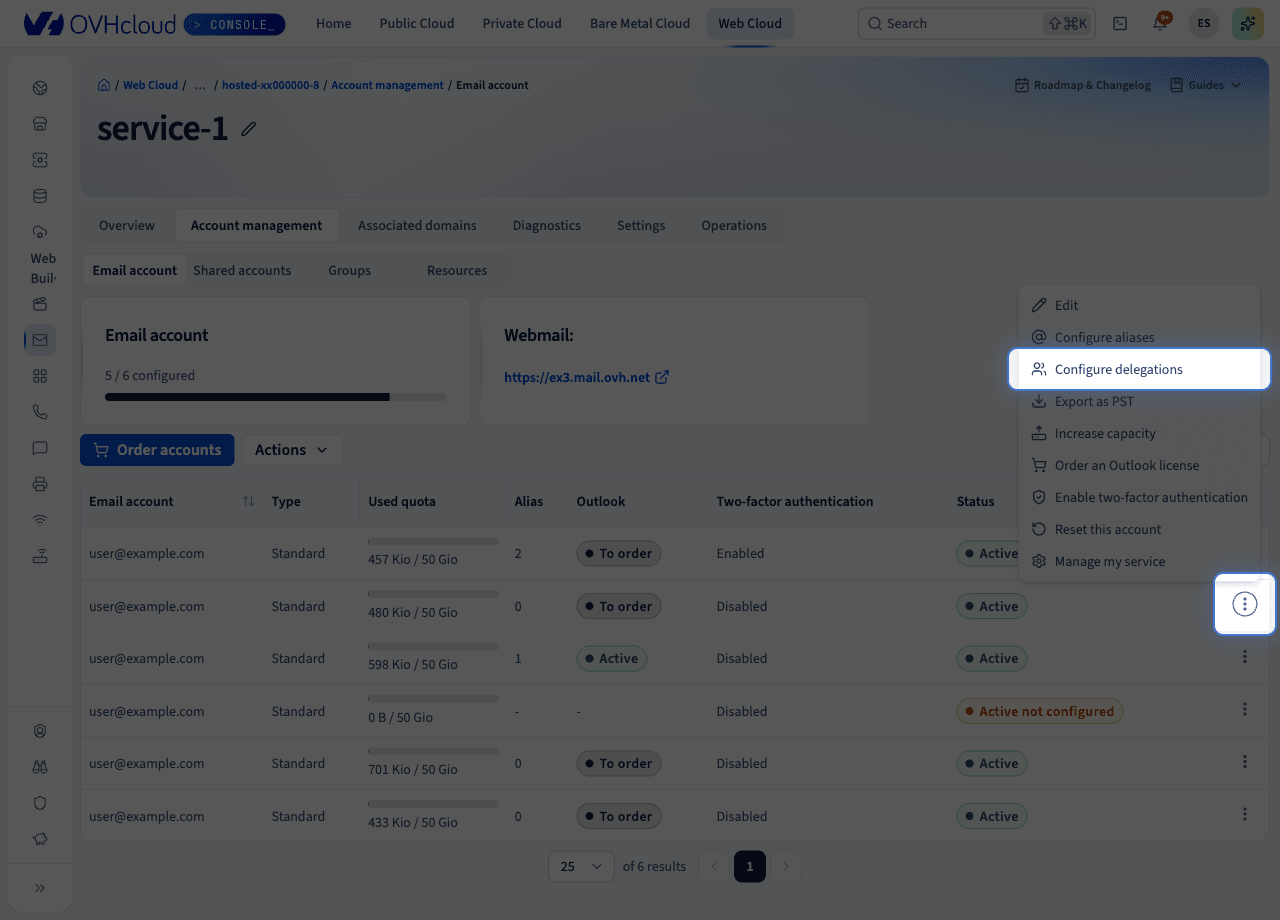 OVHcloud > CONSOLE_ Home Public Cloud Private Cloud Bare Metal Cloud Web Cloud Search ⇧⌘K 9+ ES
/ Web Cloud / ... / hosted-xx000000-8 / Account management / Email account Roadmap & Changelog Guides
service-1
Overview Account management Associated domains Diagnostics Settings Operations
Web
Buil
Email account Shared accounts Groups Resources
Email account
5 / 6 configured
Webmail:
https://ex3.mail.ovh.net
Edit
Configure aliases
Configure delegations
Export as PST
Increase capacity
Order an Outlook license
Enable two-factor authentication
Reset this account
Manage my service
Order accounts Actions
Email account Type Used quota Alias Outlook Two-factor authentication Status
user@example.com Standard 457 Kio / 50 Gio 2 To order Enabled Active
user@example.com Standard 480 Kio / 50 Gio 0 To order Disabled Active
user@example.com Standard 598 Kio / 50 Gio 1 Active Disabled Active
user@example.com Standard 0 B / 50 Gio - - Disabled Active not configured
user@example.com Standard 701 Kio / 50 Gio 0 To order Disabled Active
user@example.com Standard 433 Kio / 50 Gio 0 To order Disabled Active
25 of 6 results 1